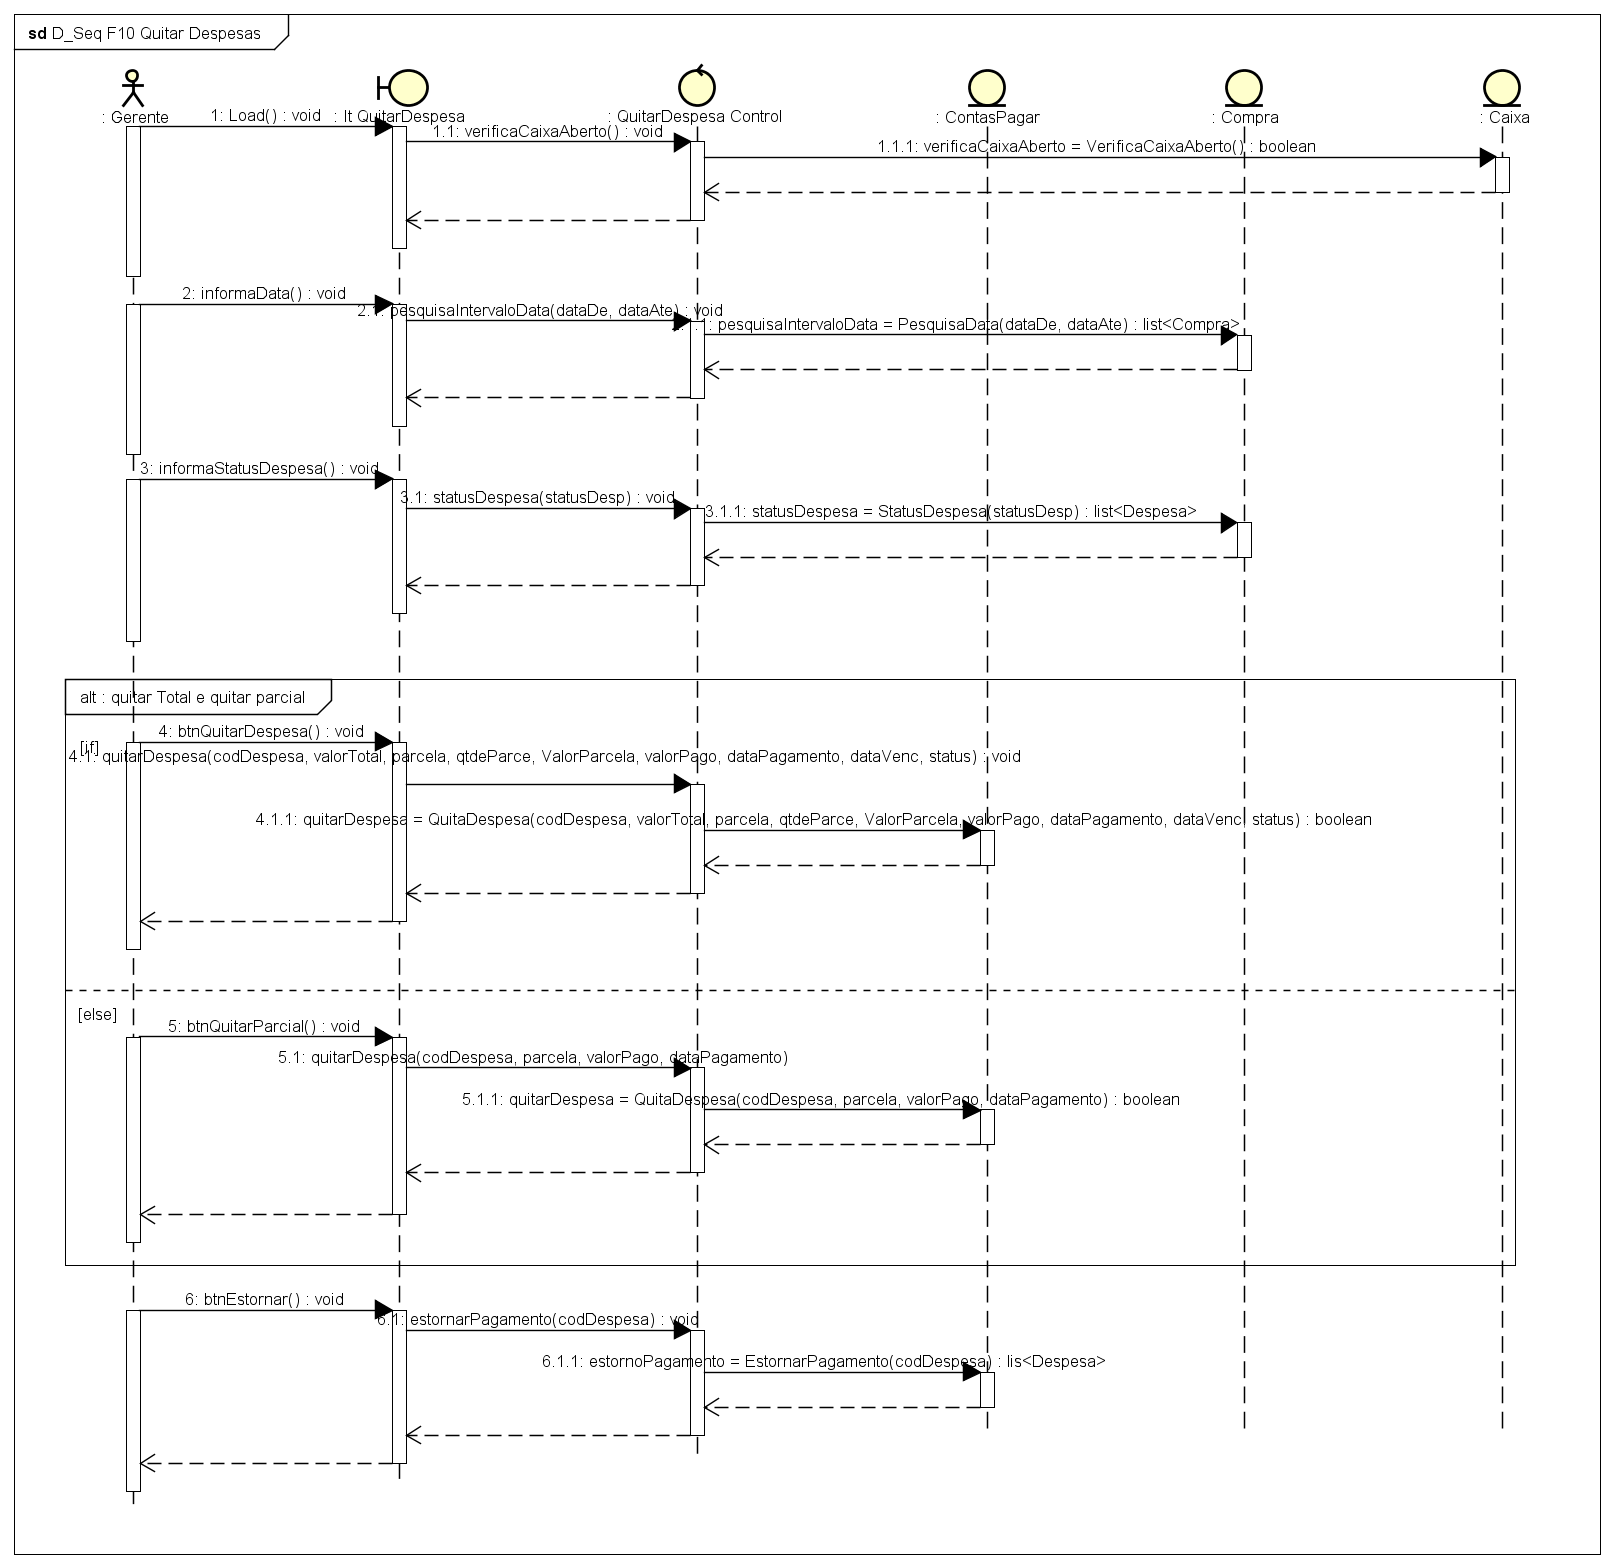 sd D_Seq F10 Quitar Despesas
: Gerente
: It QuitarDespesa
: QuitarDespesa Control
: ContasPagar
: Compra
: Caixa
1: Load() : void
1.1: verificaCaixaAberto() : void
1.1.1: verificaCaixaAberto = VerificaCaixaAberto() : boolean
2: informaData() : void
2.1: pesquisaIntervaloData(dataDe, dataAte) : void
: pesquisaIntervaloData = PesquisaData(dataDe, dataAte) : list<Compra>
3: informaStatusDespesa() : void
3.1: statusDespesa(statusDesp) : void
3.1.1: statusDespesa = StatusDespesa(statusDesp) : list<Despesa>
alt : quitar Total e quitar parcial
4: btnQuitarDespesa() : void
[if]
4.1: quitarDespesa(codDespesa, valorTotal, parcela, qtdeParce, ValorParcela, valorPago, dataPagamento, dataVenc, status) : void
4.1.1: quitarDespesa = QuitaDespesa(codDespesa, valorTotal, parcela, qtdeParce, ValorParcela, valorPago, dataPagamento, dataVenc, status) : boolean
[else]
5: btnQuitarParcial() : void
5.1: quitarDespesa(codDespesa, parcela, valorPago, dataPagamento)
5.1.1: quitarDespesa = QuitaDespesa(codDespesa, parcela, valorPago, dataPagamento) : boolean
6: btnEstornar() : void
6.1: estornarPagamento(codDespesa) : void
6.1.1: estornoPagamento = EstornarPagamento(codDespesa) : lis<Despesa>